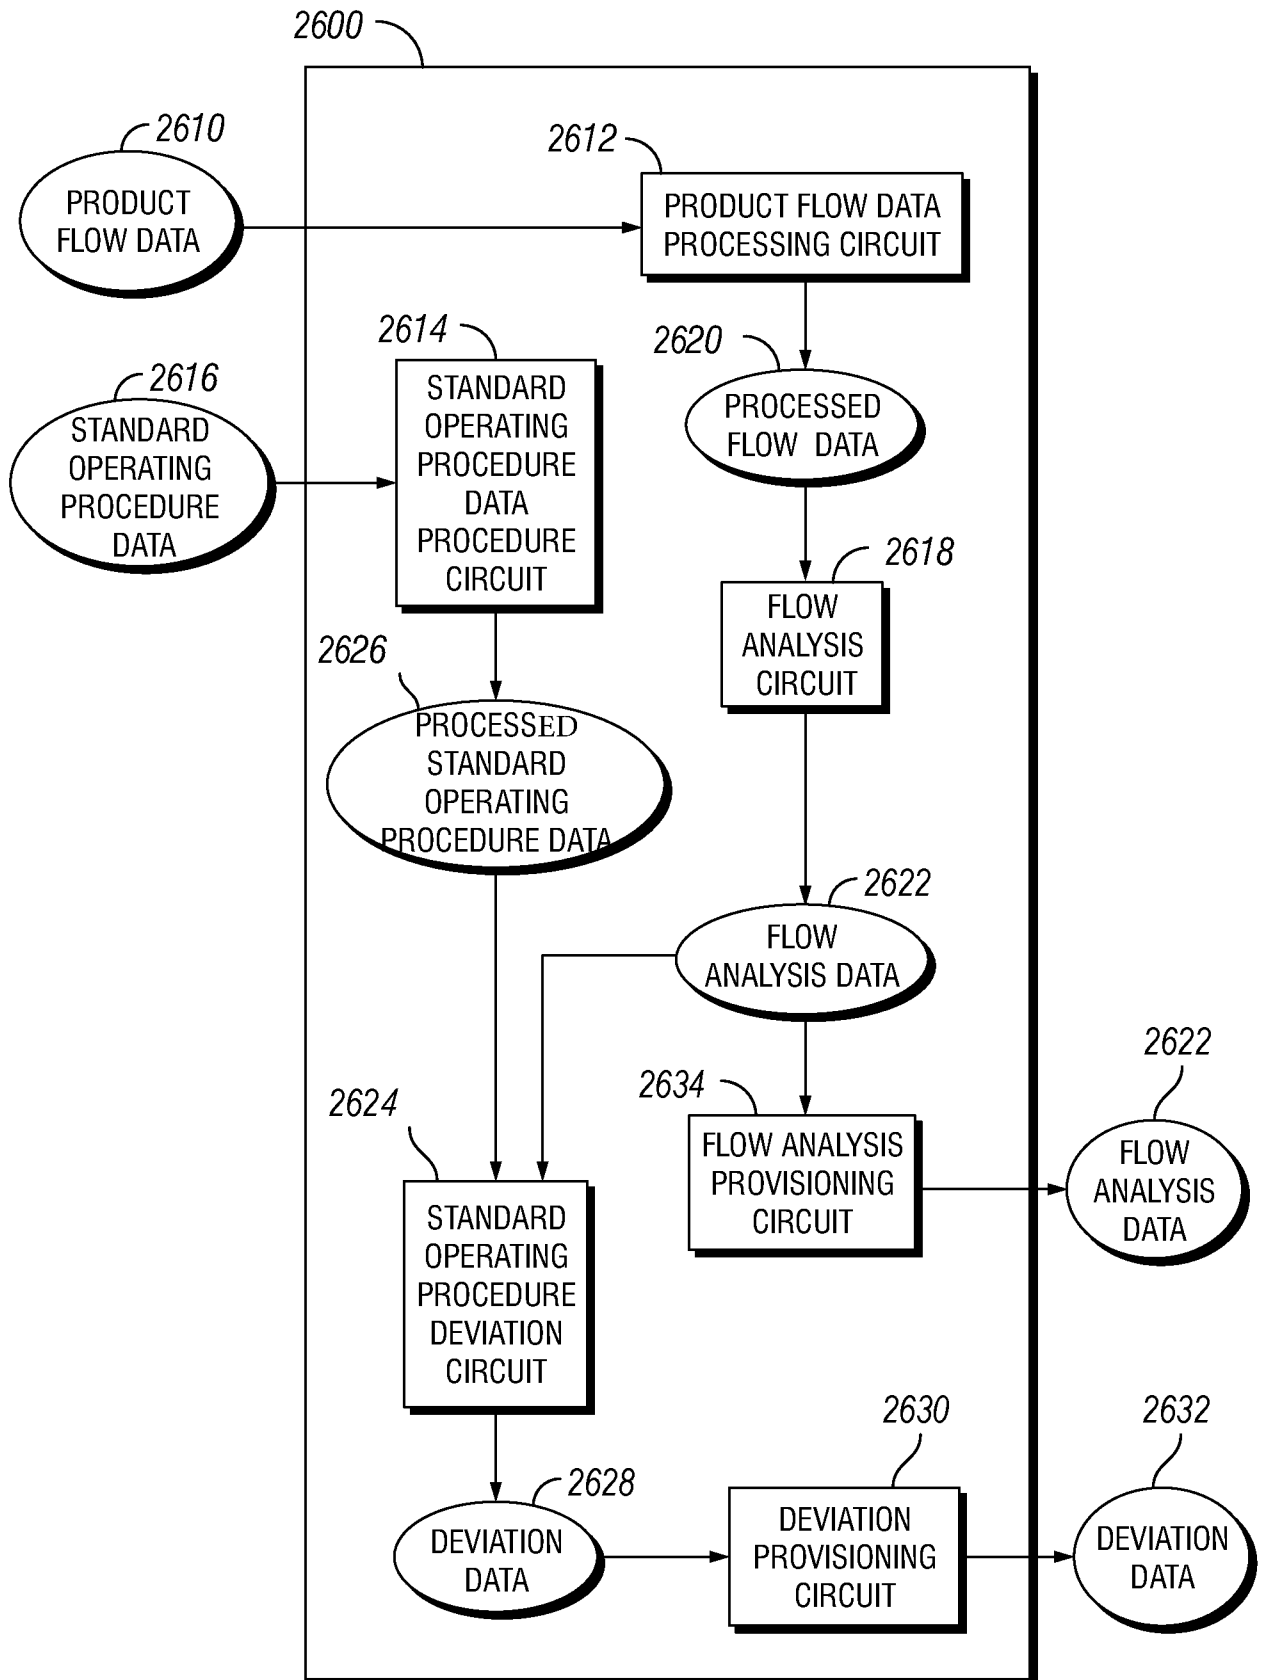 2600
2610
PRODUCT
FLOW DATA
2612
PRODUCT FLOW DATA
PROCESSING CIRCUIT
2614
STANDARD
OPERATING
PROCEDURE
DATA
PROCEDURE
CIRCUIT
2620
PROCESSED
FLOW DATA
2616
STANDARD
OPERATING
PROCEDURE
DATA
2618
FLOW
ANALYSIS
CIRCUIT
2626
PROCESSED
STANDARD
OPERATING
PROCEDURE DATA
2622
FLOW
ANALYSIS DATA
2624
STANDARD
OPERATING
PROCEDURE
DEVIATION
CIRCUIT
2634
FLOW ANALYSIS
PROVISIONING
CIRCUIT
2622
FLOW
ANALYSIS
DATA
2628
DEVIATION
DATA
2630
DEVIATION
PROVISIONING
CIRCUIT
2632
DEVIATION
DATA